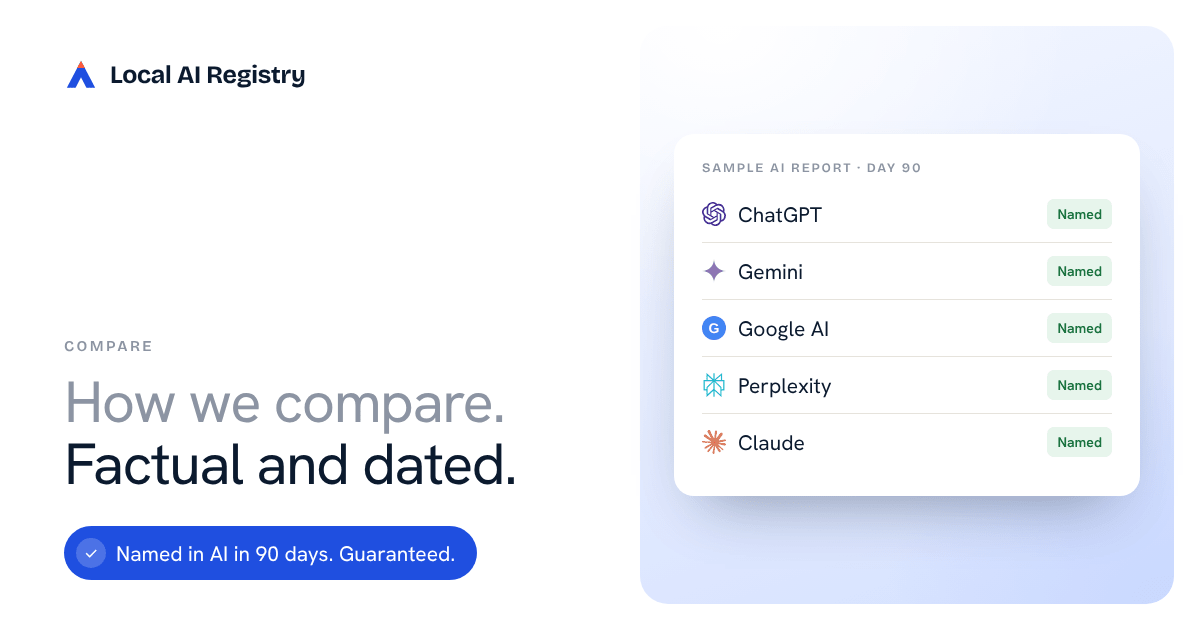 Local AI Registry
COMPARE
How we compare.
Factual and dated.
Named in AI in 90 days. Guaranteed.
SAMPLE AI REPORT · DAY 90
ChatGPT Named
Gemini Named
G Google AI Named
Perplexity Named
Claude Named